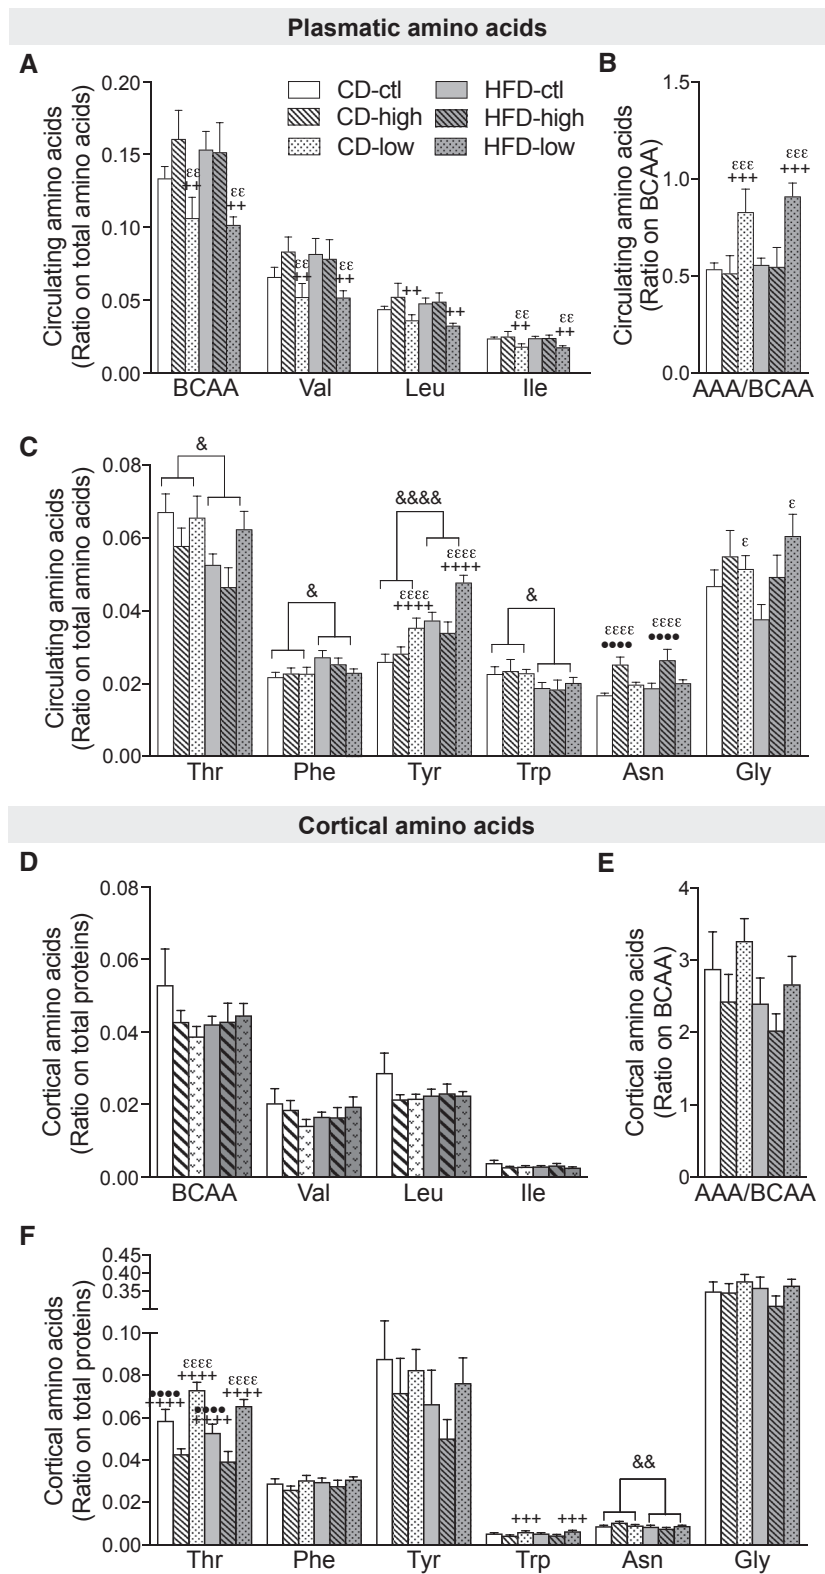 Plasmatic amino acids
A
B
Circulating amino acids
(Ratio on total amino acids)
0.20
0.15
0.10
0.05
0.00
CD-ctl
HFD-ctl
CD-high
HFD-high
CD-low
HFD-low
εε
++
εε
++
εε
++
εε
++
++
++
εε
++
εε
++
BCAA
Val
Leu
Ile
Circulating amino acids
(Ratio on BCAA)
1.5
1.0
0.5
0.0
εεε
+++
εεε
+++
AAA/BCAA
C
Circulating amino acids
(Ratio on total amino acids)
0.08
0.06
0.04
0.02
0.00
&
&
&&&&
εεεε
++++
εεεε
++++
&
εεεε
●●●●
εεεε
●●●●
ε
ε
Thr
Phe
Tyr
Trp
Asn
Gly
Cortical amino acids
D
E
Cortical amino acids
(Ratio on total proteins)
0.08
0.06
0.04
0.02
0.00
BCAA
Val
Leu
Ile
Cortical amino acids
(Ratio on BCAA)
4
3
2
1
0
AAA/BCAA
F
Cortical amino acids
(Ratio on total proteins)
0.45
0.40
0.35
0.10
0.08
0.06
0.04
0.02
0.00
●●●●
++++
εεεε
++++
●●●●
++++
εεεε
++++
+++
+++
&&
Thr
Phe
Tyr
Trp
Asn
Gly